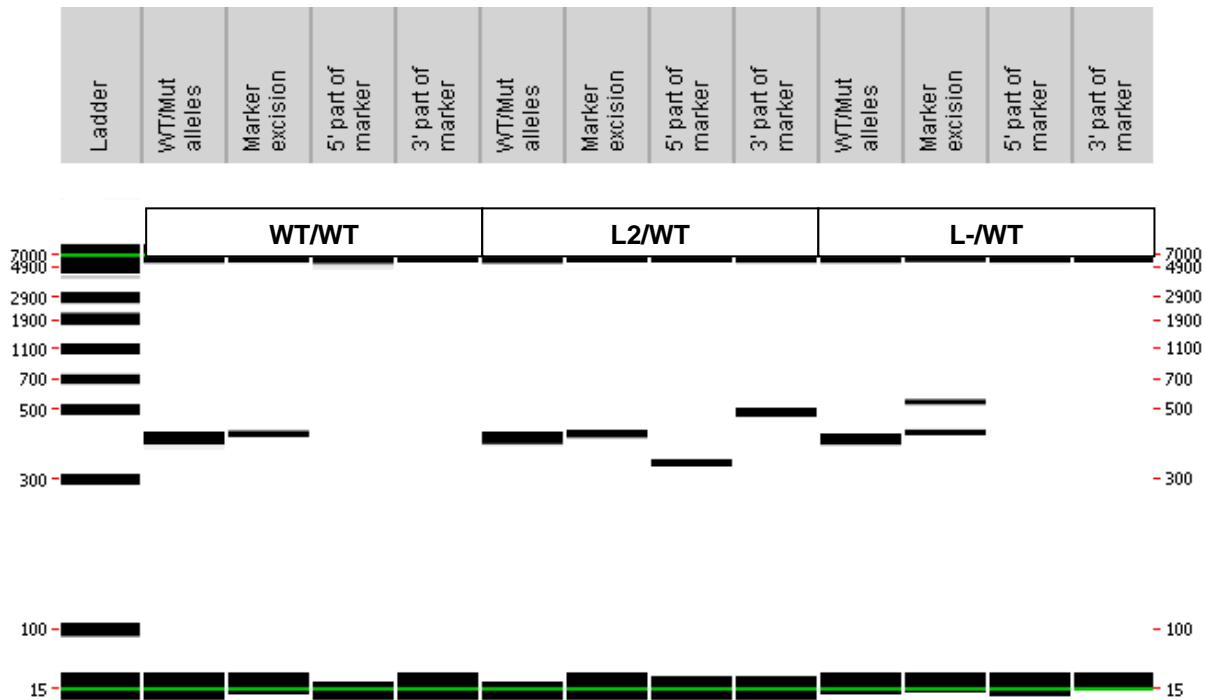 Ladder
WT/Mut
alleles
Marker
excision
5' part of
marker
3' part of
marker
WT/Mut
alleles
Marker
excision
5' part of
marker
3' part of
marker
WT/Mut
alleles
Marker
excision
5' part of
marker
3' part of
marker
WT/WT L2/WT L-/WT
7000 7000
4900 4900
2900 2900
1900 1900
1100 1100
700 700
500 500
300 300
100 100
15 15